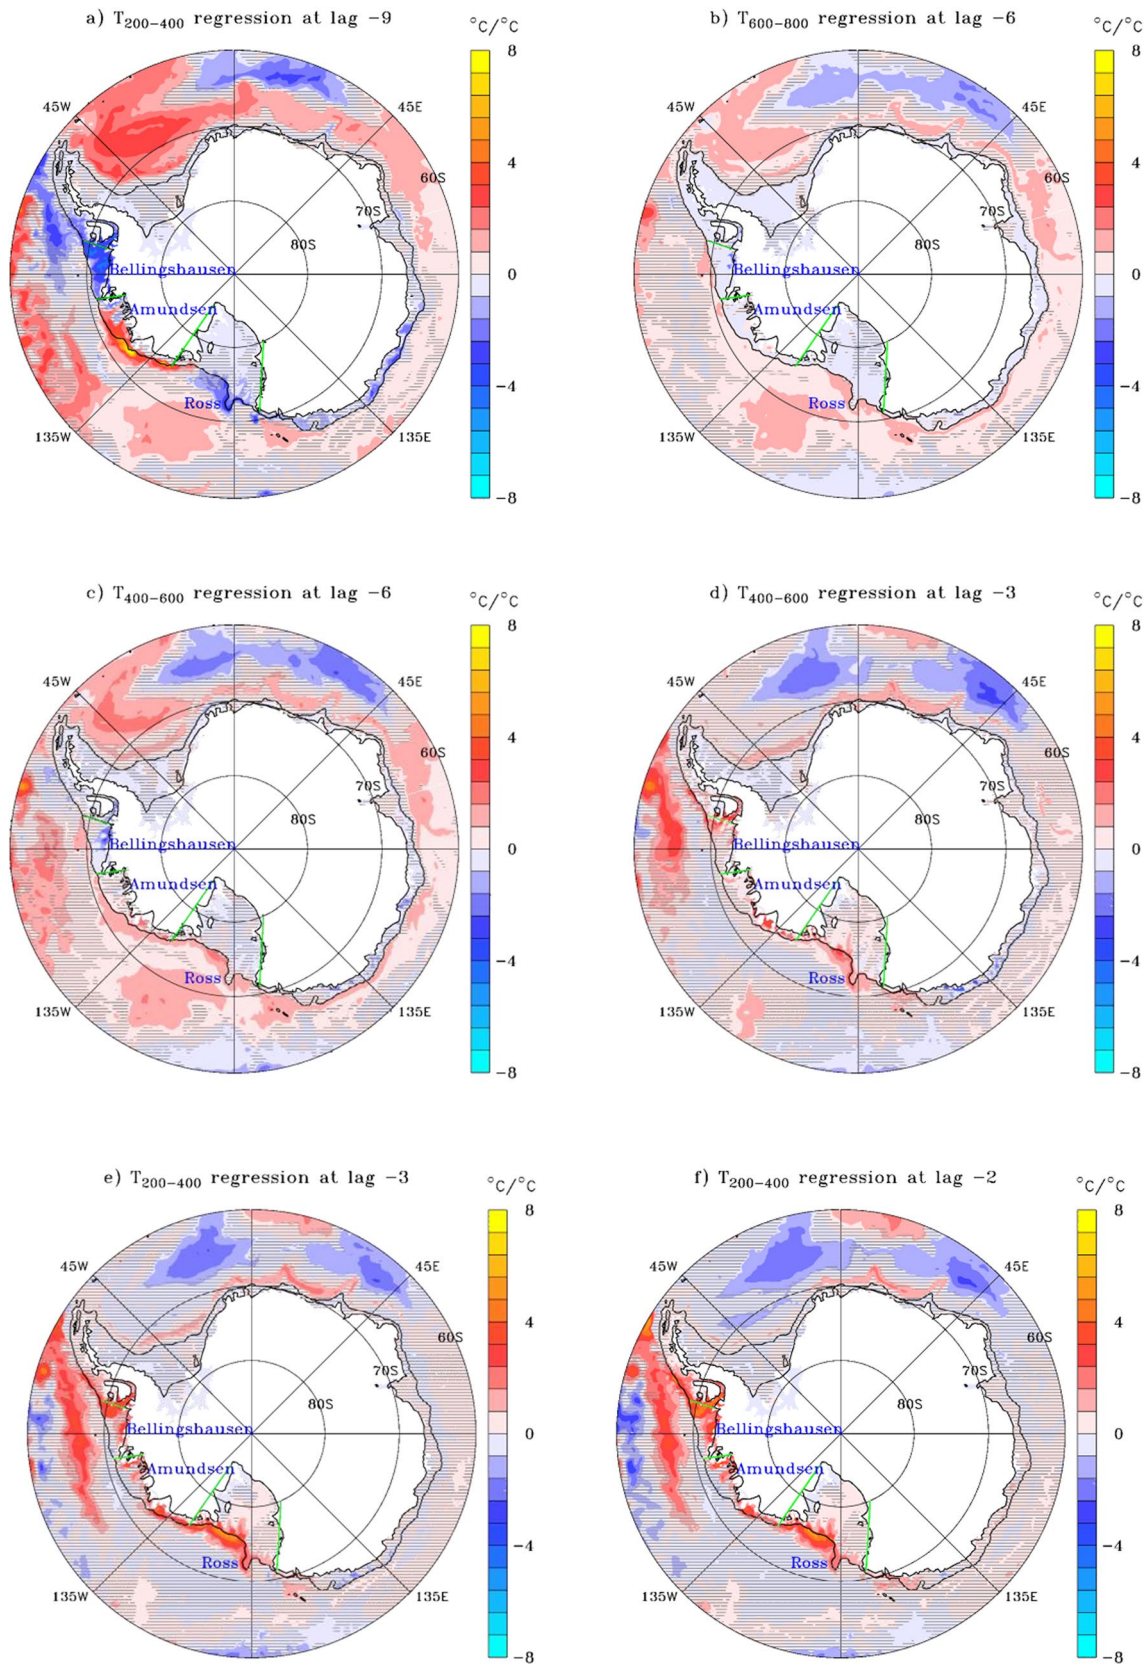 a) T200−400 regression at lag −9
°C/°C
8
4
0
−4
−8
45W
45E
60S
70S
80S
Bellingshausen
Amundsen
Ross
135W
135E
b) T600−800 regression at lag −6
°C/°C
8
4
0
−4
−8
45W
45E
60S
70S
80S
Bellingshausen
Amundsen
Ross
135W
135E
c) T400−600 regression at lag −6
°C/°C
8
4
0
−4
−8
45W
45E
60S
70S
80S
Bellingshausen
Amundsen
Ross
135W
135E
d) T400−600 regression at lag −3
°C/°C
8
4
0
−4
−8
45W
45E
60S
70S
80S
Bellingshausen
Amundsen
Ross
135W
135E
e) T200−400 regression at lag −3
°C/°C
8
4
0
−4
−8
45W
45E
60S
70S
80S
Bellingshausen
Amundsen
Ross
135W
135E
f) T200−400 regression at lag −2
°C/°C
8
4
0
−4
−8
45W
45E
60S
70S
80S
Bellingshausen
Amundsen
Ross
135W
135E